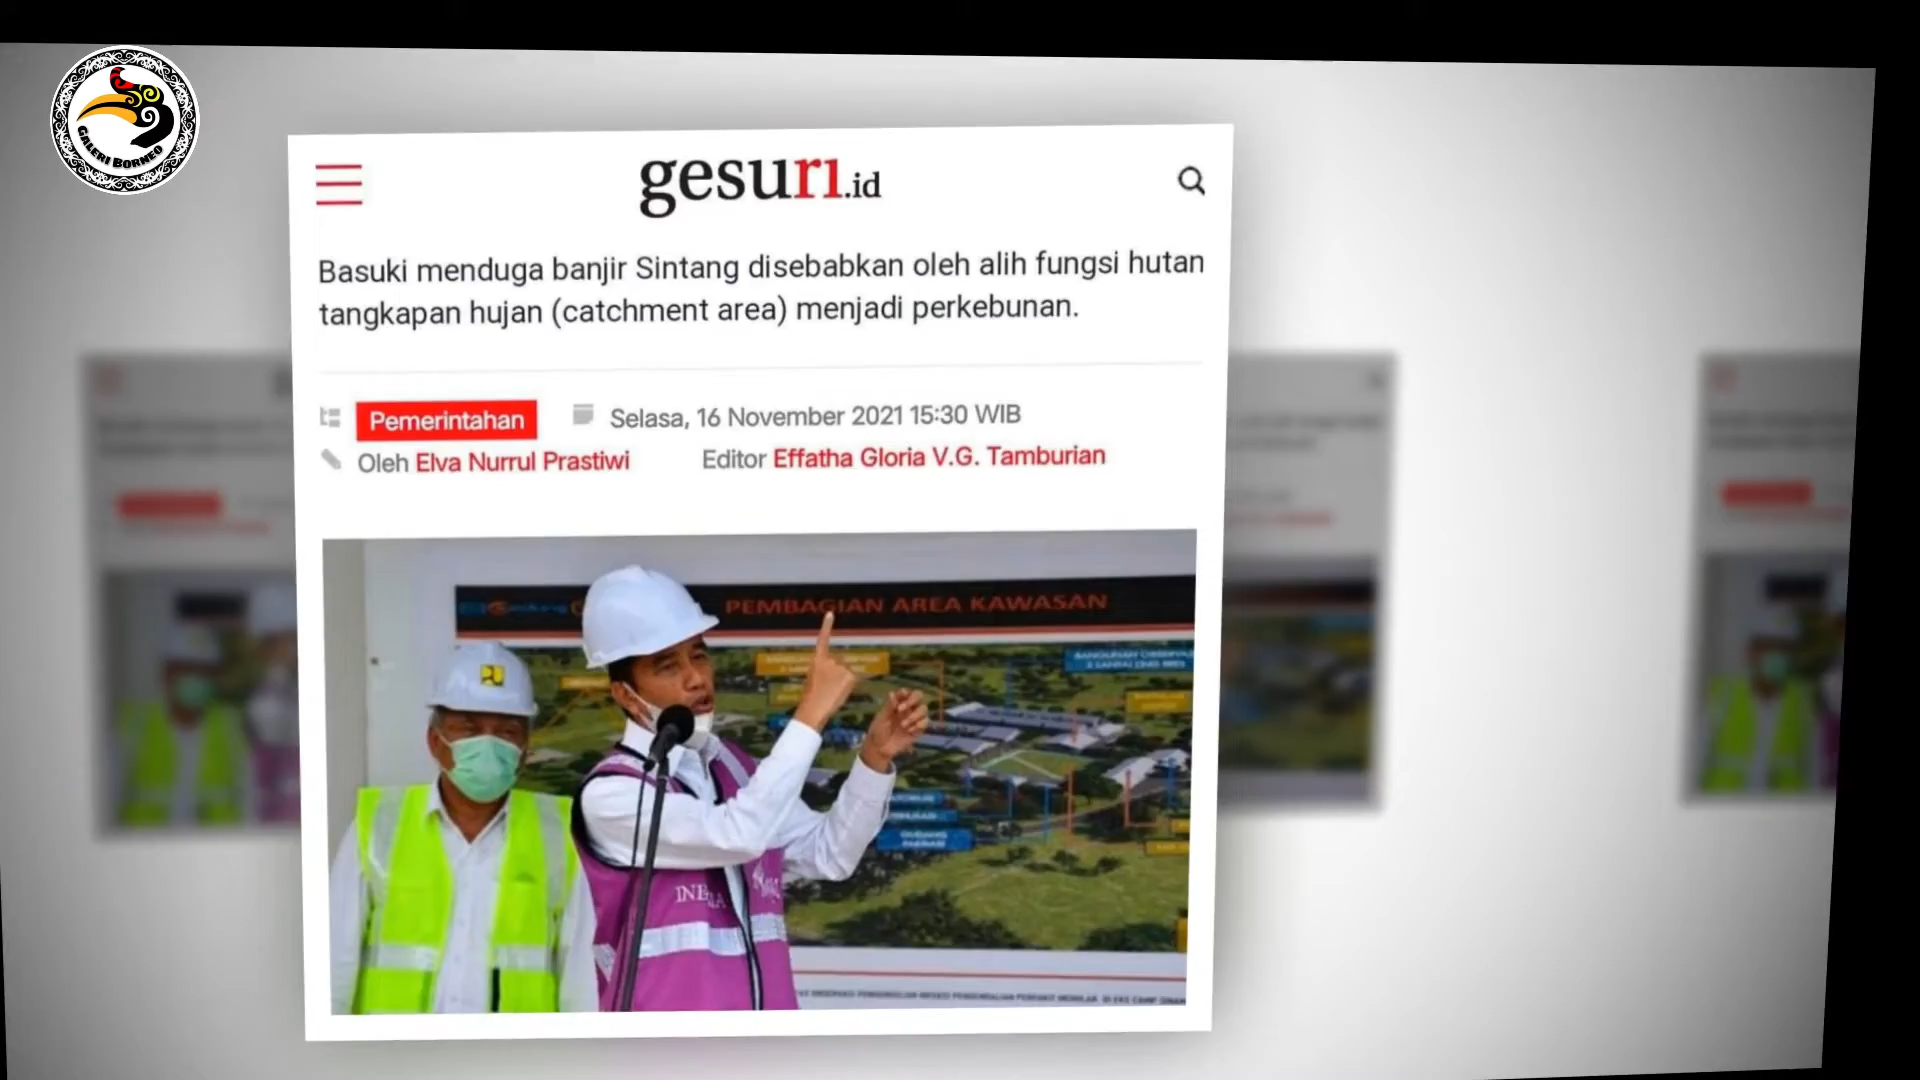 GALERI BORNEO
gesuri.id
Basuki menduga banjir Sintang disebabkan oleh alih fungsi hutan
tangkapan hujan (catchment area) menjadi perkebunan.
Pemerintahan
Selasa, 16 November 2021 15:30 WIB
Oleh Elva Nurrul Prastiwi
Editor Effatha Gloria V.G. Tamburian
PEMBAGIAN AREA KAWASAN